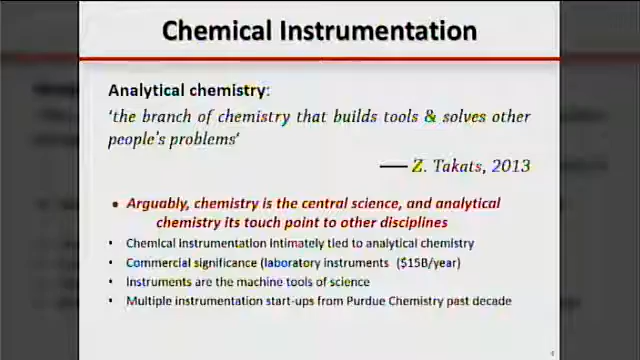 Chemical Instrumentation
Analytical chemistry:
'the branch of chemistry that builds tools & solves other
people's problems'
— Z. Takats, 2013
• Arguably, chemistry is the central science, and analytical
chemistry its touch point to other disciplines
• Chemical instrumentation intimately tied to analytical chemistry
• Commercial significance (laboratory instruments ($15B/year)
• Instruments are the machine tools of science
• Multiple instrumentation start-ups from Purdue Chemistry past decade
4